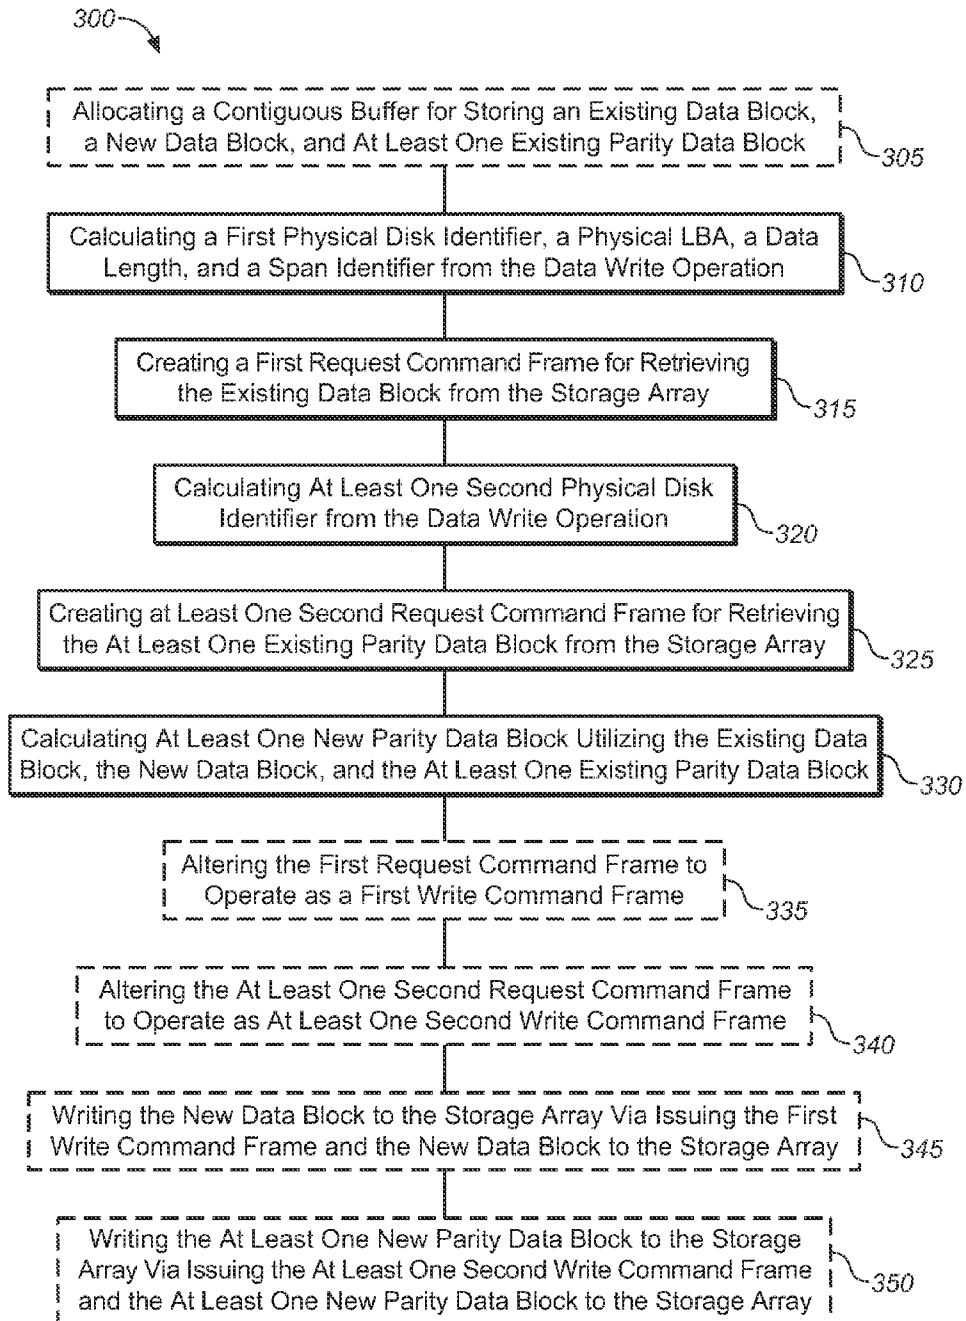 300
Allocating a Contiguous Buffer for Storing an Existing Data Block,
a New Data Block, and At Least One Existing Parity Data Block
305
Calculating a First Physical Disk Identifier, a Physical LBA, a Data
Length, and a Span Identifier from the Data Write Operation
310
Creating a First Request Command Frame for Retrieving
the Existing Data Block from the Storage Array
315
Calculating At Least One Second Physical Disk
Identifier from the Data Write Operation
320
Creating at Least One Second Request Command Frame for Retrieving
the At Least One Existing Parity Data Block from the Storage Array
325
Calculating At Least One New Parity Data Block Utilizing the Existing Data
Block, the New Data Block, and the At Least One Existing Parity Data Block
330
Altering the First Request Command Frame to
Operate as a First Write Command Frame
335
Altering the At Least One Second Request Command Frame
to Operate as At Least One Second Write Command Frame
340
Writing the New Data Block to the Storage Array Via Issuing the First
Write Command Frame and the New Data Block to the Storage Array
345
Writing the At Least One New Parity Data Block to the Storage
Array Via Issuing the At Least One Second Write Command Frame
and the At Least One New Parity Data Block to the Storage Array
350